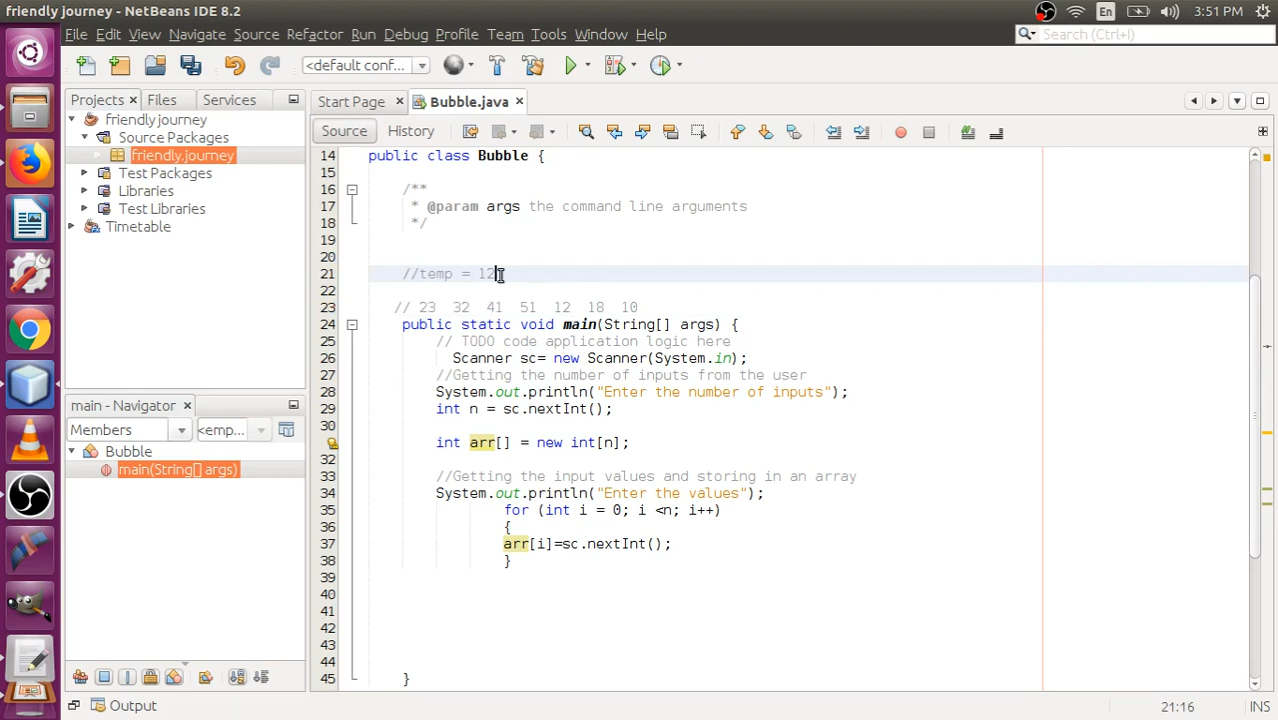 friendly journey - NetBeans IDE 8.2
En
3:51 PM
File Edit View Navigate Source Refactor Run Debug Profile Team Tools Window Help
Search (Ctrl+I)
<default conf...
Projects Files Services
Start Page Bubble.java
friendly journey
Source Packages
friendly.journey
Test Packages
Libraries
Test Libraries
Timetable
Source History
14 public class Bubble {
15
16 /**
17 * @param args the command line arguments
18 */
19
20
21 //temp = 12
22
23 // 23 32 41 51 12 18 10
24 public static void main(String[] args) {
25 // TODO code application logic here
26 Scanner sc= new Scanner(System.in);
27 //Getting the number of inputs from the user
28 System.out.println("Enter the number of inputs");
29 int n = sc.nextInt();
30
int arr[] = new int[n];
32
33 //Getting the input values and storing in an array
34 System.out.println("Enter the values");
35 for (int i = 0; i <n; i++)
36 {
37 arr[i]=sc.nextInt();
38 }
39
40
41
42
43
44
45 }
main - Navigator
Members <emp...
Bubble
main(String[] args)
Output
21:16 INS